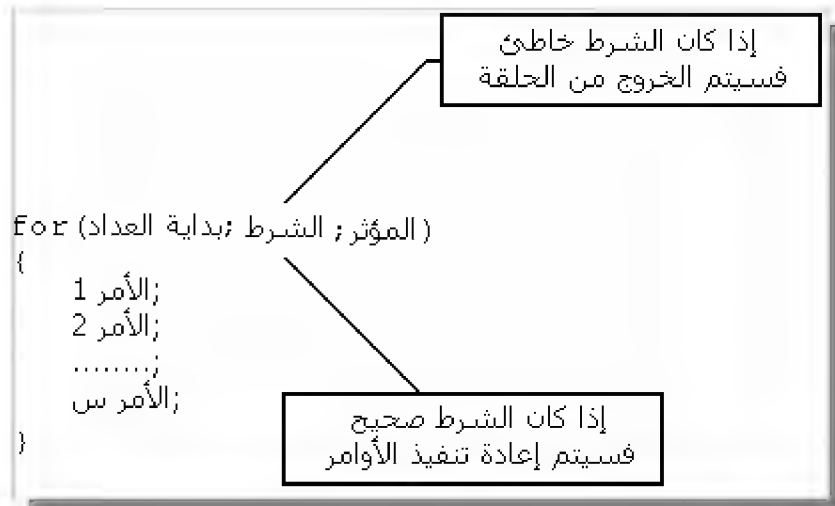 إذا كان الشرط خاطئ
فسيتم الخروج من الحلقة
for (بداية العداد; الشرط ; المؤثر)
{
الأمر 1;
الأمر 2;
........;
الأمر س;
}
إذا كان الشرط صحيح
فسيتم إعادة تنفيذ الأوامر